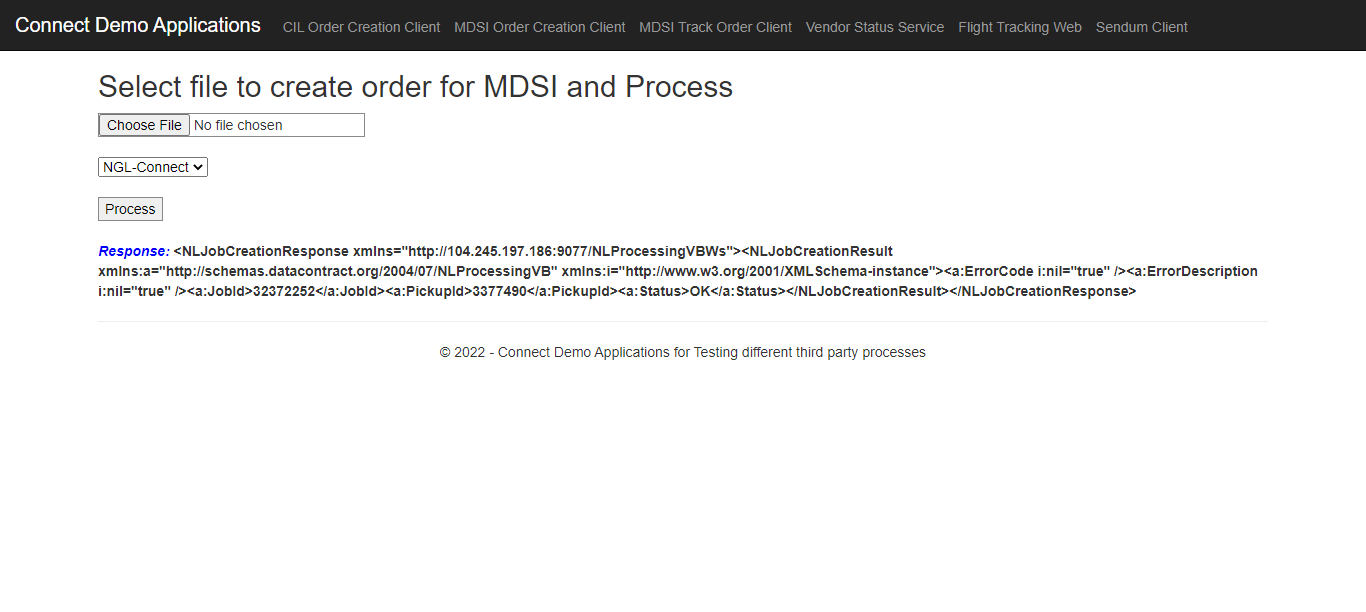 Connect Demo Applications CIL Order Creation Client MDSI Order Creation Client MDSI Track Order Client Vendor Status Service Flight Tracking Web Sendum Client
Select file to create order for MDSI and Process
Choose File No file chosen
NGL-Connect
Process
Response: <NLJobCreationResponse xmlns="http://104.245.197.186:9077/NLProcessingVBWs"><NLJobCreationResult
xmlns:a="http://schemas.datacontract.org/2004/07/NLProcessingVB" xmlns:i="http://www.w3.org/2001/XMLSchema-instance"><a:ErrorCode i:nil="true" /><a:ErrorDescription
i:nil="true" /><a:JobId>32372252</a:JobId><a:PickupId>3377490</a:PickupId><a:Status>OK</a:Status></NLJobCreationResult></NLJobCreationResponse>
© 2022 - Connect Demo Applications for Testing different third party processes